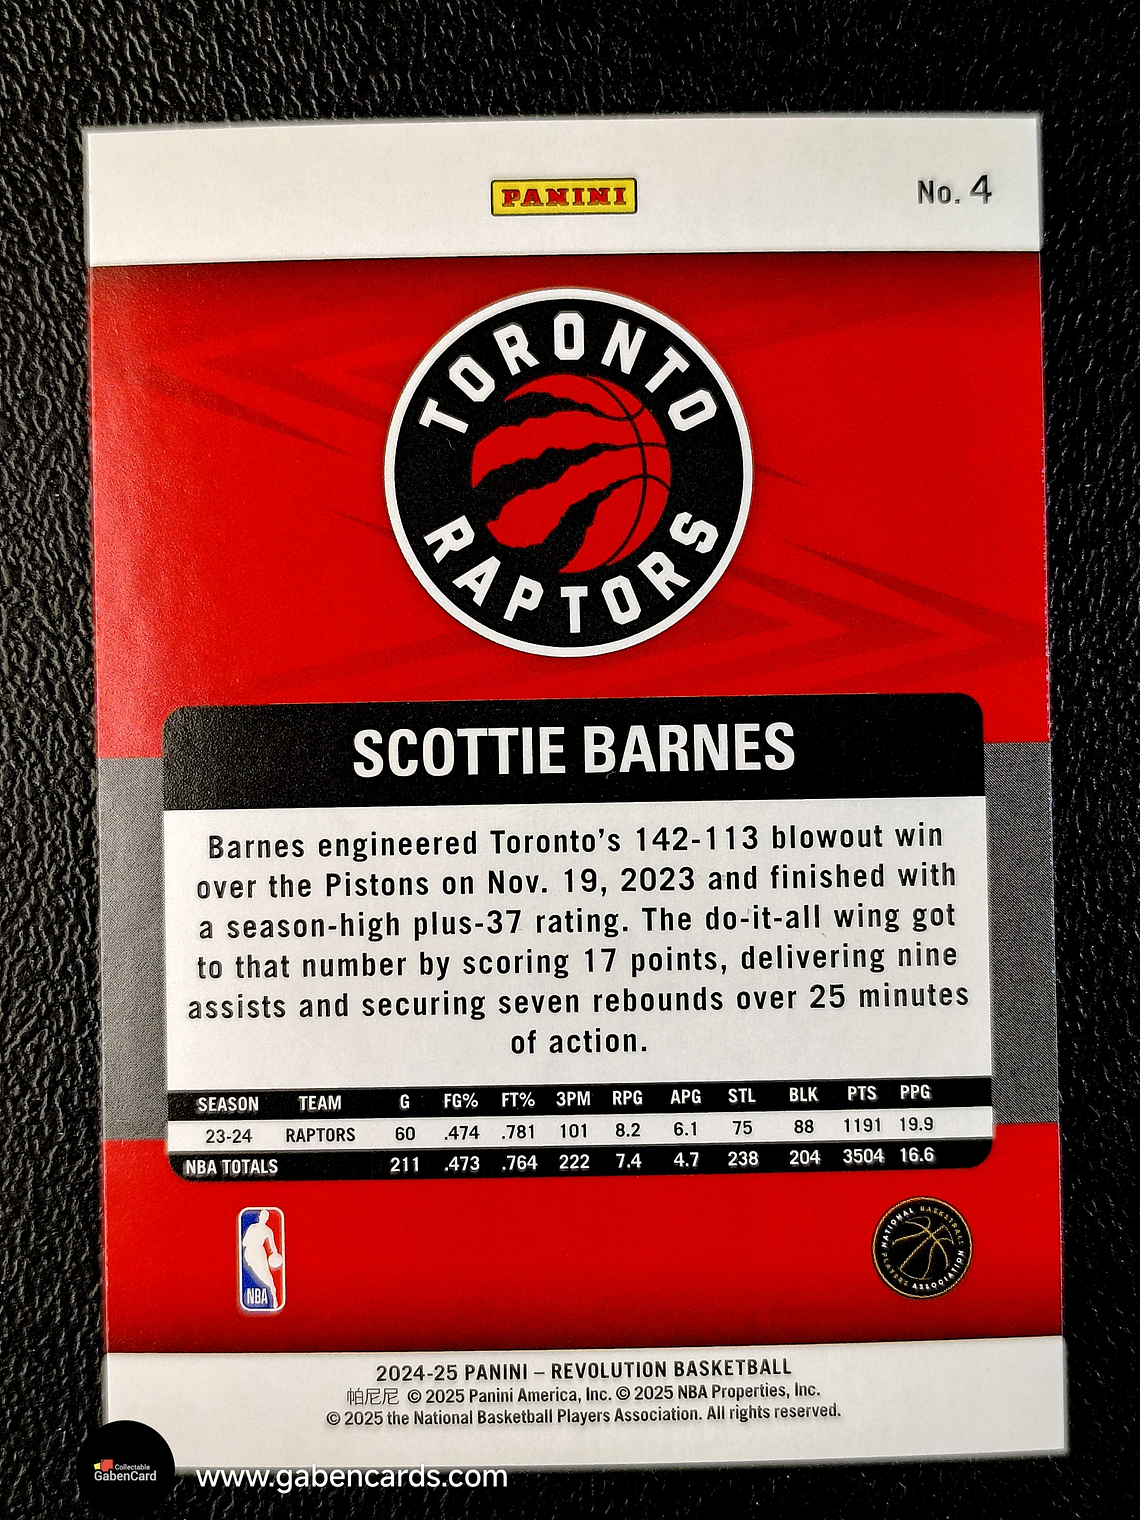 PANINI
No. 4
TORONTO
RAPTORS
SCOTTIE BARNES
Barnes engineered Toronto's 142-113 blowout win
over the Pistons on Nov. 19, 2023 and finished with
a season-high plus-37 rating. The do-it-all wing got
to that number by scoring 17 points, delivering nine
assists and securing seven rebounds over 25 minutes
of action.
SEASON TEAM G FG% FT% 3PM RPG APG STL BLK PTS PPG
23-24 RAPTORS 60 .474 .781 101 8.2 6.1 75 88 1191 19.9
NBA TOTALS 211 .473 .764 222 7.4 4.7 238 204 3504 16.6
NBA
NATIONAL BASKETBALL
PLAYERS ASSOCIATION
2024-25 PANINI – REVOLUTION BASKETBALL
帕尼尼 © 2025 Panini America, Inc. © 2025 NBA Properties, Inc.
© 2025 the National Basketball Players Association. All rights reserved.
Collectable
GabenCard
www.gabencards.com